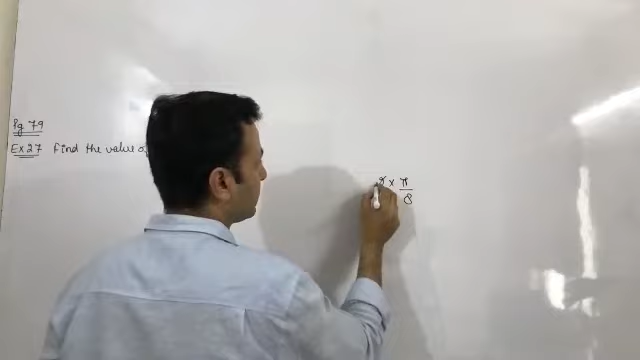 Pg 79
Ex 27 Find the value of
2 × π
8